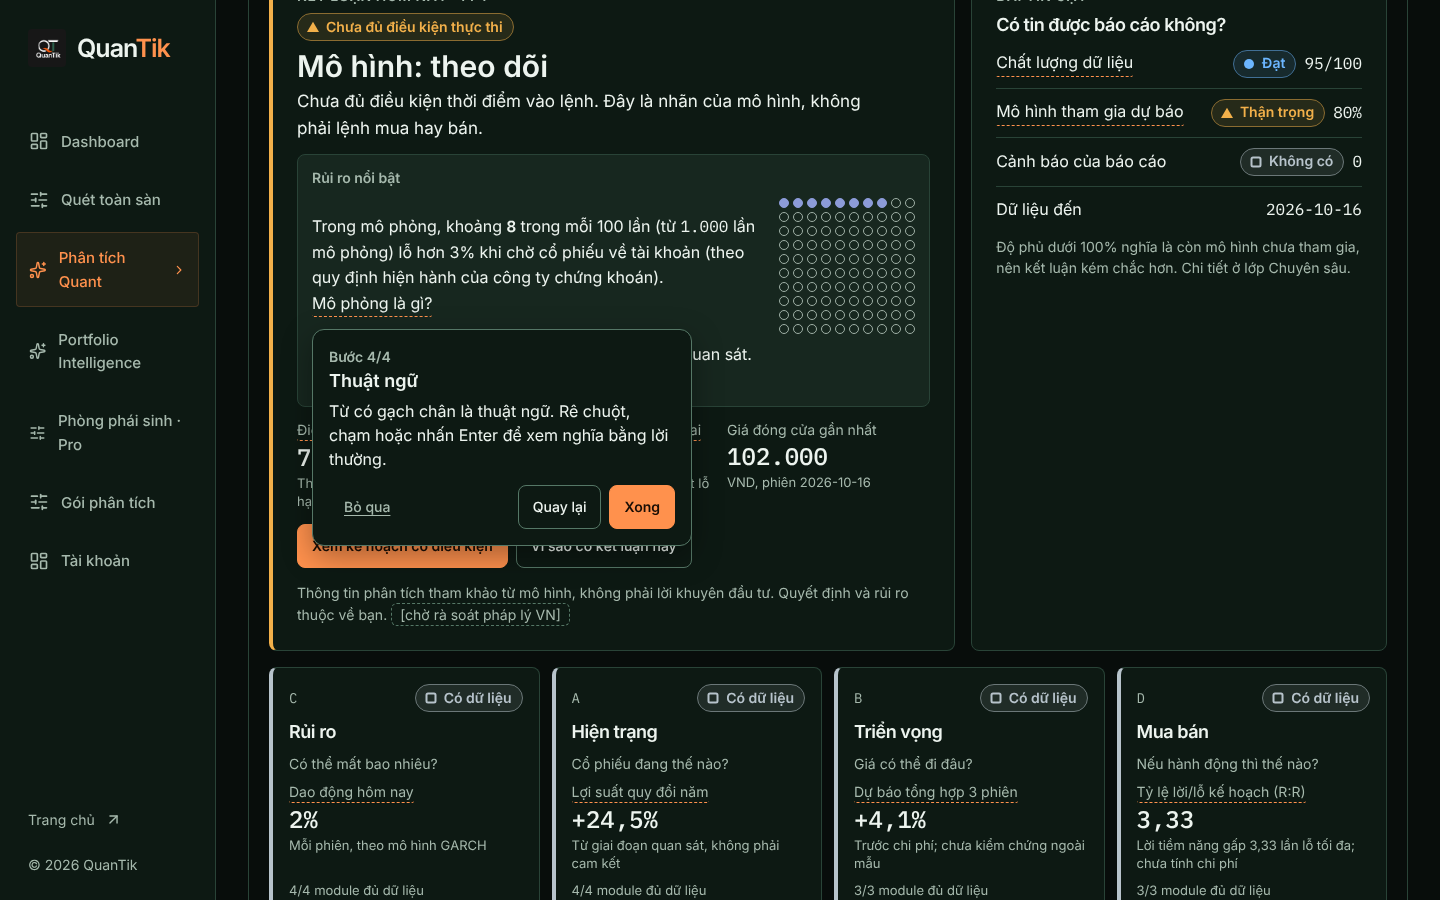 QuanTik
QuanTik
Dashboard
Quét toàn sàn
Phân tích
Quant
Portfolio
Intelligence
Phòng phái sinh ·
Pro
Gói phân tích
Tài khoản
Trang chủ
© 2026 QuanTik
Chưa đủ điều kiện thực thi
Mô hình: theo dõi
Chưa đủ điều kiện thời điểm vào lệnh. Đây là nhãn của mô hình, không
phải lệnh mua hay bán.
Rủi ro nổi bật
Trong mô phỏng, khoảng 8 trong mỗi 100 lần (từ 1.000 lần
mô phỏng) lỗ hơn 3% khi chờ cổ phiếu về tài khoản (theo
quy định hiện hành của công ty chứng khoán).
Mô phỏng là gì?
uan sát.
Bước 4/4
Thuật ngữ
Từ có gạch chân là thuật ngữ. Rê chuột,
chạm hoặc nhấn Enter để xem nghĩa bằng lời
thường.
Bỏ qua
Quay lại
Xong
7
lỗ
Giá đóng cửa gần nhất
102.000
VND, phiên 2026-10-16
Xem kế hoạch có điều kiện
Vì sao có kết luận này
Thông tin phân tích tham khảo từ mô hình, không phải lời khuyên đầu tư. Quyết định và rủi ro
thuộc về bạn. [chờ rà soát pháp lý VN]
Có tin được báo cáo không?
Chất lượng dữ liệu Đạt 95/100
Mô hình tham gia dự báo Thận trọng 80%
Cảnh báo của báo cáo Không có 0
Dữ liệu đến 2026-10-16
Độ phủ dưới 100% nghĩa là còn mô hình chưa tham gia,
nên kết luận kém chắc hơn. Chi tiết ở lớp Chuyên sâu.
C Có dữ liệu
Rủi ro
Có thể mất bao nhiêu?
Dao động hôm nay
2%
Mỗi phiên, theo mô hình GARCH
4/4 module đủ dữ liệu
A Có dữ liệu
Hiện trạng
Cổ phiếu đang thế nào?
Lợi suất quy đổi năm
+24,5%
Từ giai đoạn quan sát, không phải
cam kết
4/4 module đủ dữ liệu
B Có dữ liệu
Triển vọng
Giá có thể đi đâu?
Dự báo tổng hợp 3 phiên
+4,1%
Trước chi phí; chưa kiểm chứng ngoài
mẫu
3/3 module đủ dữ liệu
D Có dữ liệu
Mua bán
Nếu hành động thì thế nào?
Tỷ lệ lời/lỗ kế hoạch (R:R)
3,33
Lời tiềm năng gấp 3,33 lần lỗ tối đa;
chưa tính chi phí
3/3 module đủ dữ liệu